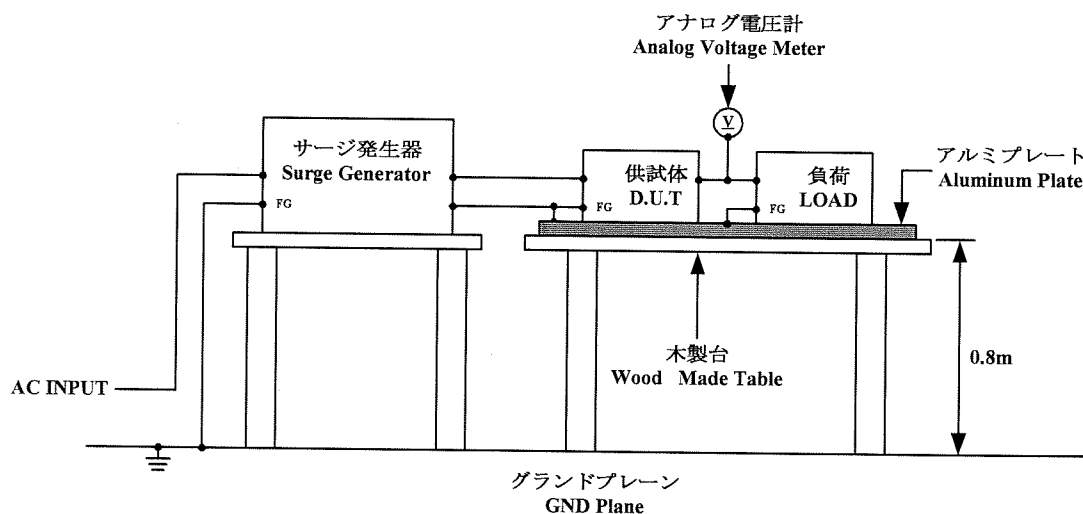 アナログ電圧計
Analog Voltage Meter
V
サージ発生器
Surge Generator
FG
供試体
D.U.T
FG
負荷
LOAD
FG
アルミプレート
Aluminum Plate
木製台
Wood Made Table
0.8m
AC INPUT
グランドプレーン
GND Plane